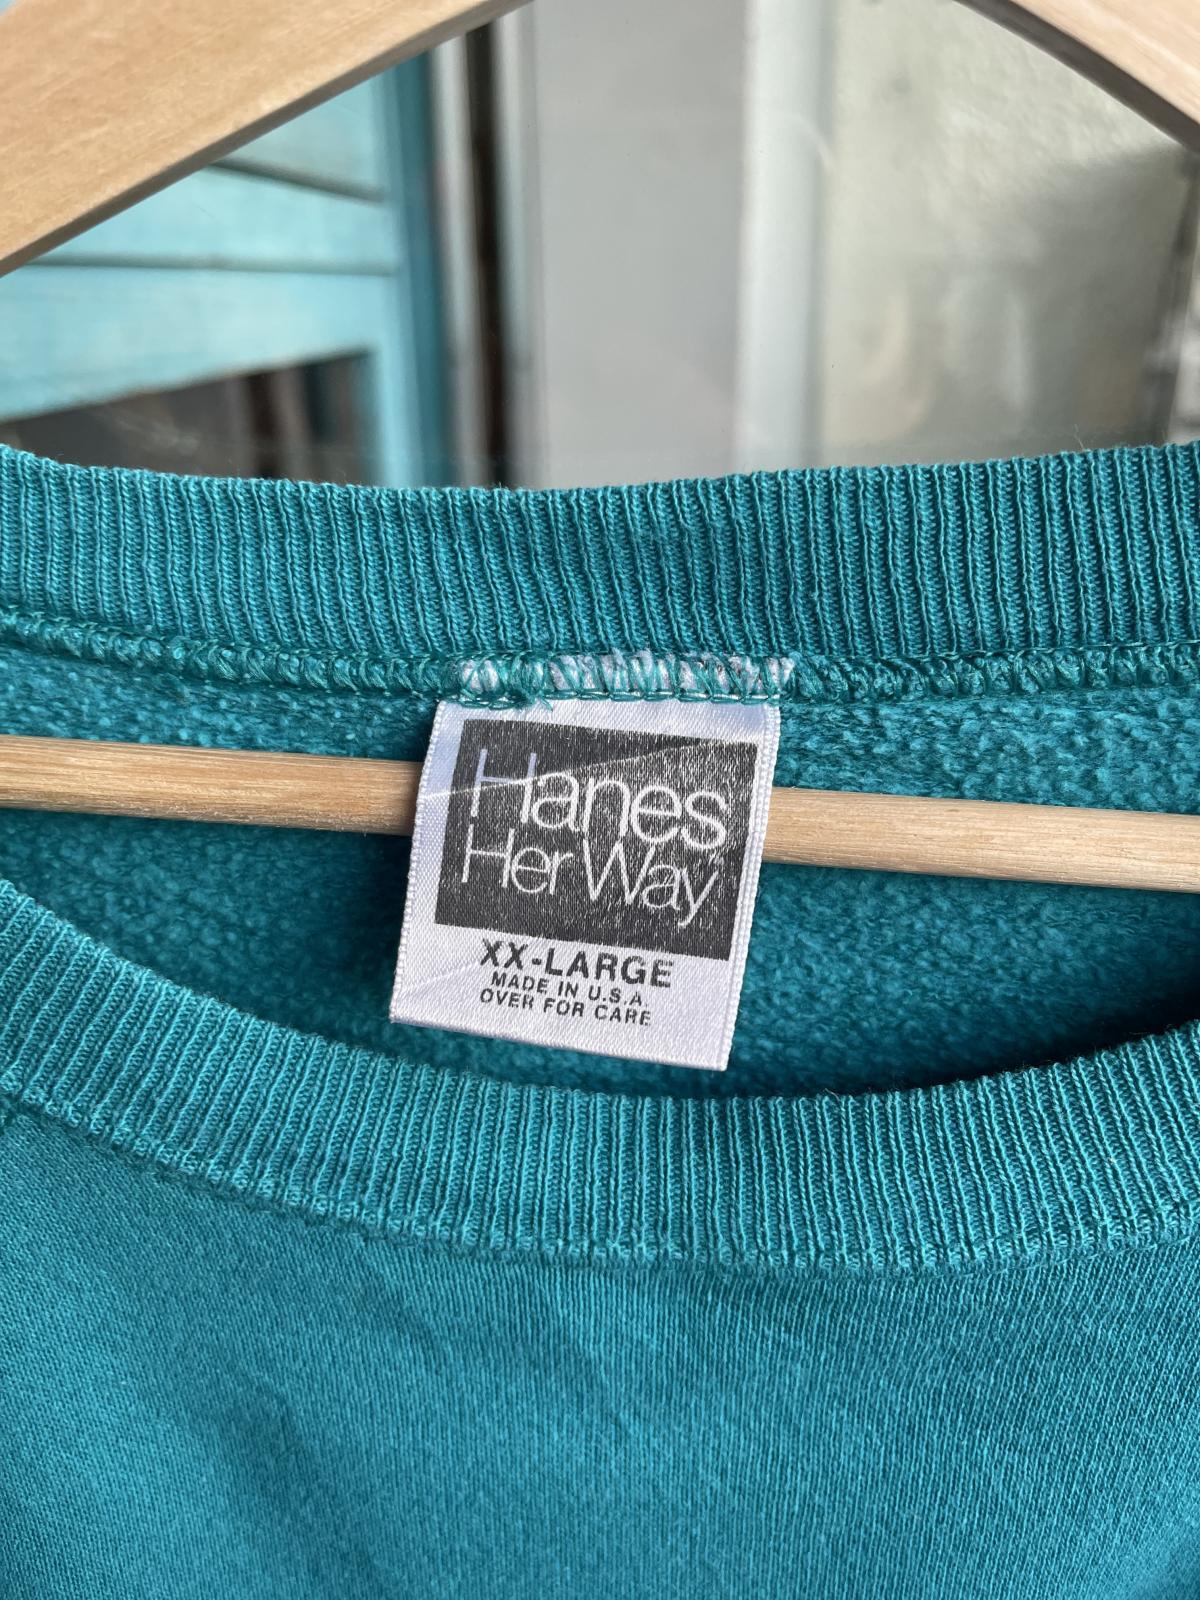 Hanes
Her Way
XX-LARGE
MADE IN U.S.A.
OVER FOR CARE